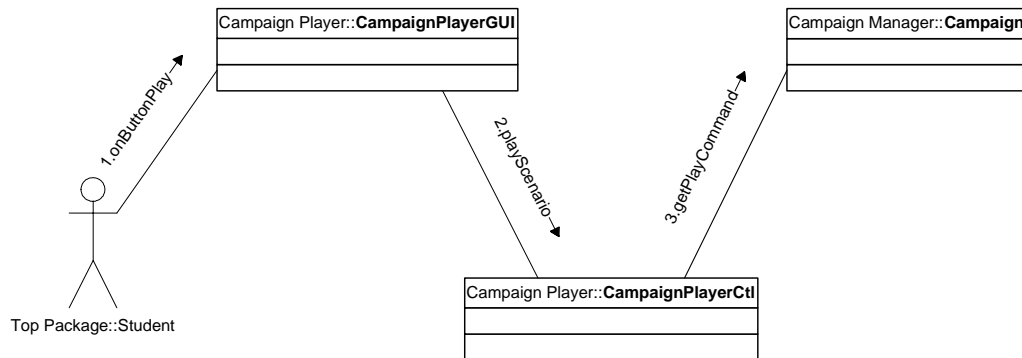 Campaign Player::CampaignPlayerGUI
Campaign Manager::Campaign
1.onButtonPlay
2.playScenario
3.getPlayCommand
Campaign Player::CampaignPlayerCtl
Top Package::Student